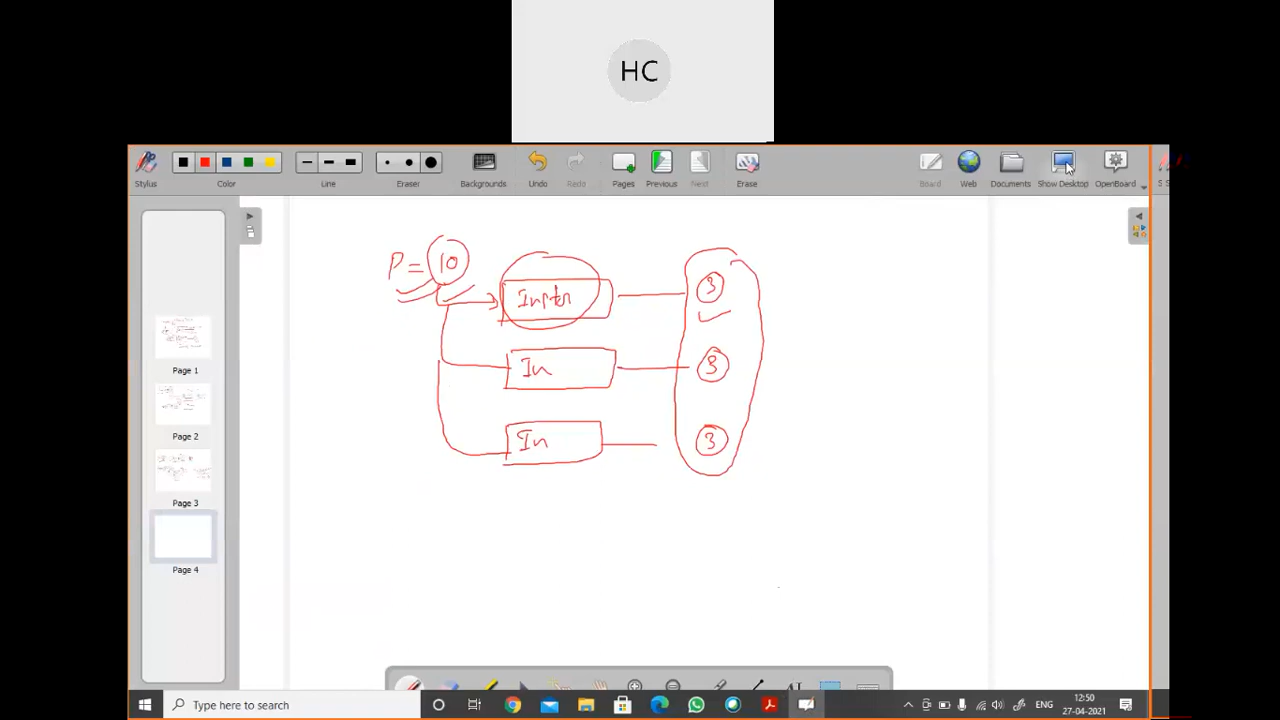 HC
Stylus
Color
Line
Eraser
Backgrounds
Undo
Redo
Pages
Previous
Next
Erase
Board
Web
Documents
Show Desktop
OpenBoard
P = 10
3
In
3
In
3
Page 1
Page 2
Page 3
Page 4
Type here to search
ENG
12:50
27-04-2021